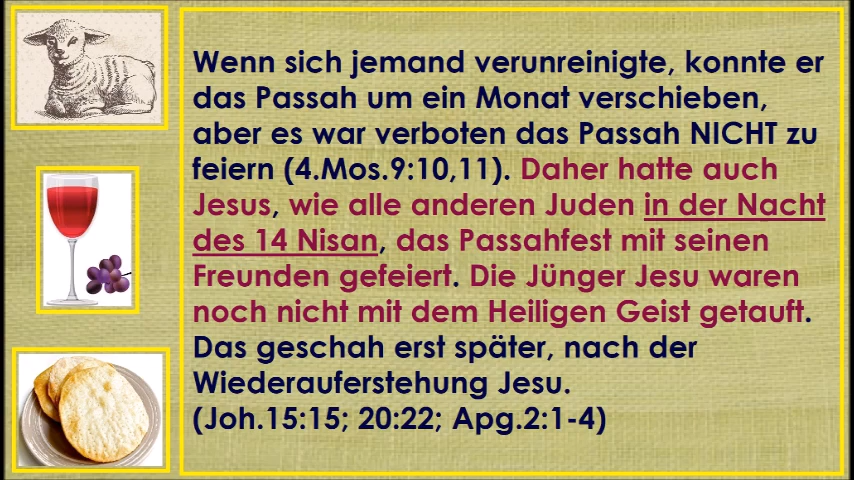 Wenn sich jemand verunreinigte, konnte er
das Passah um ein Monat verschieben,
aber es war verboten das Passah NICHT zu
feiern (4.Mos.9:10,11). Daher hatte auch
Jesus, wie alle anderen Juden in der Nacht
des 14 Nisan, das Passahfest mit seinen
Freunden gefeiert. Die Jünger Jesu waren
noch nicht mit dem Heiligen Geist getauft.
Das geschah erst später, nach der
Wiederauferstehung Jesu.
(Joh.15:15; 20:22; Apg.2:1-4)